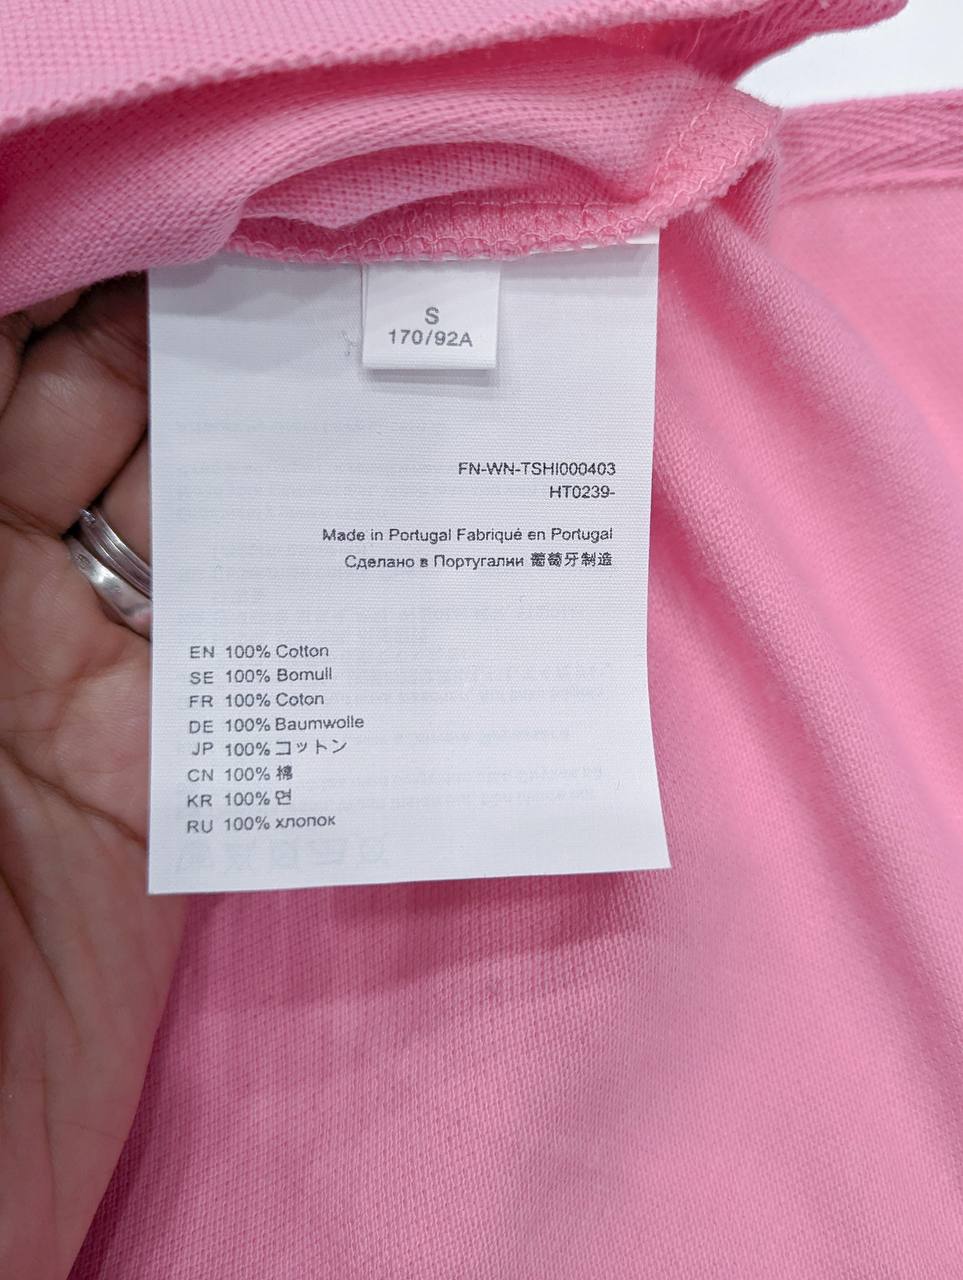 S
170/92A
FN-WN-TSHI000403
HT0239-
Made in Portugal Fabriqué en Portugal
Сделано в Португалии 葡萄牙制造
EN 100% Cotton
SE 100% Bomull
FR 100% Coton
DE 100% Baumwolle
JP 100% コットン
CN 100% 棉
KR 100% 면
RU 100% хлопок